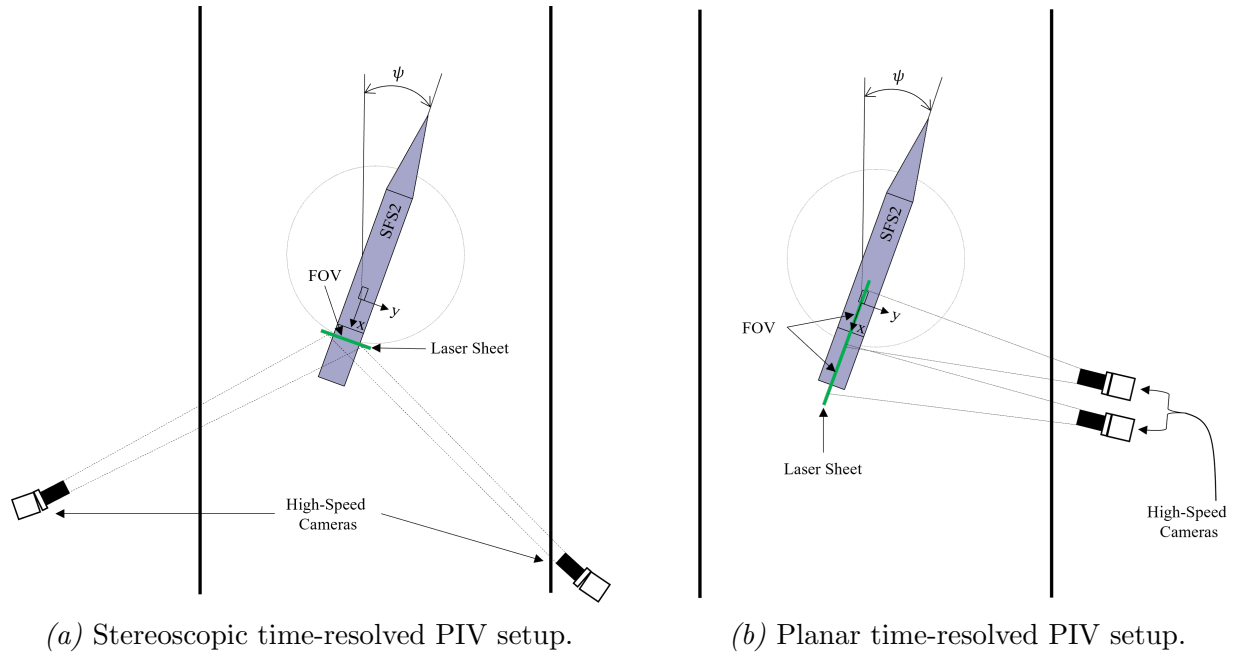 ψ
SFS2
FOV
x
y
Laser Sheet
High-Speed
Cameras
(a) Stereoscopic time-resolved PIV setup.
ψ
SFS2
FOV
x
y
Laser Sheet
High-Speed
Cameras
(b) Planar time-resolved PIV setup.